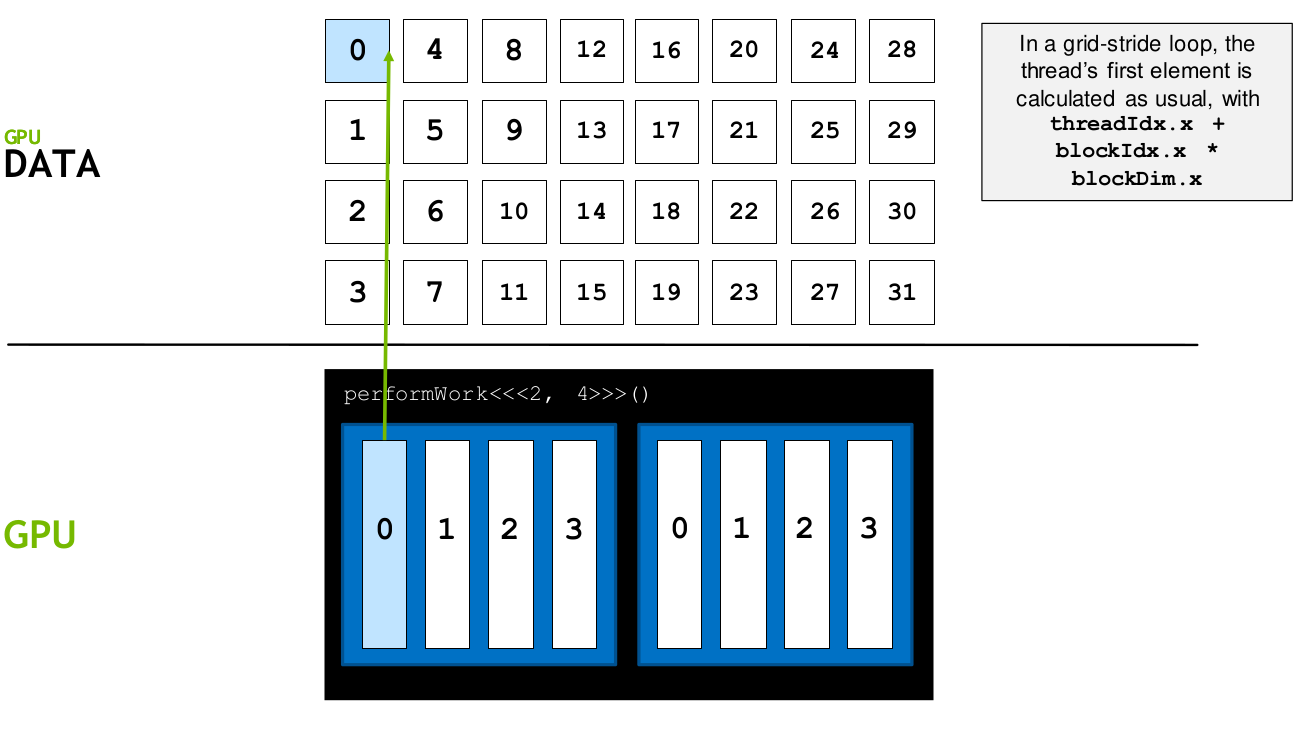 0 4 8 12 16 20 24 28
In a grid-stride loop, the
thread’s first element is
calculated as usual, with
threadIdx.x +
blockIdx.x *
blockDim.x
1 5 9 13 17 21 25 29
GPU
DATA
2 6 10 14 18 22 26 30
3 7 11 15 19 23 27 31
performWork<<<2, 4>>>()
GPU
0 1 2 3 0 1 2 3